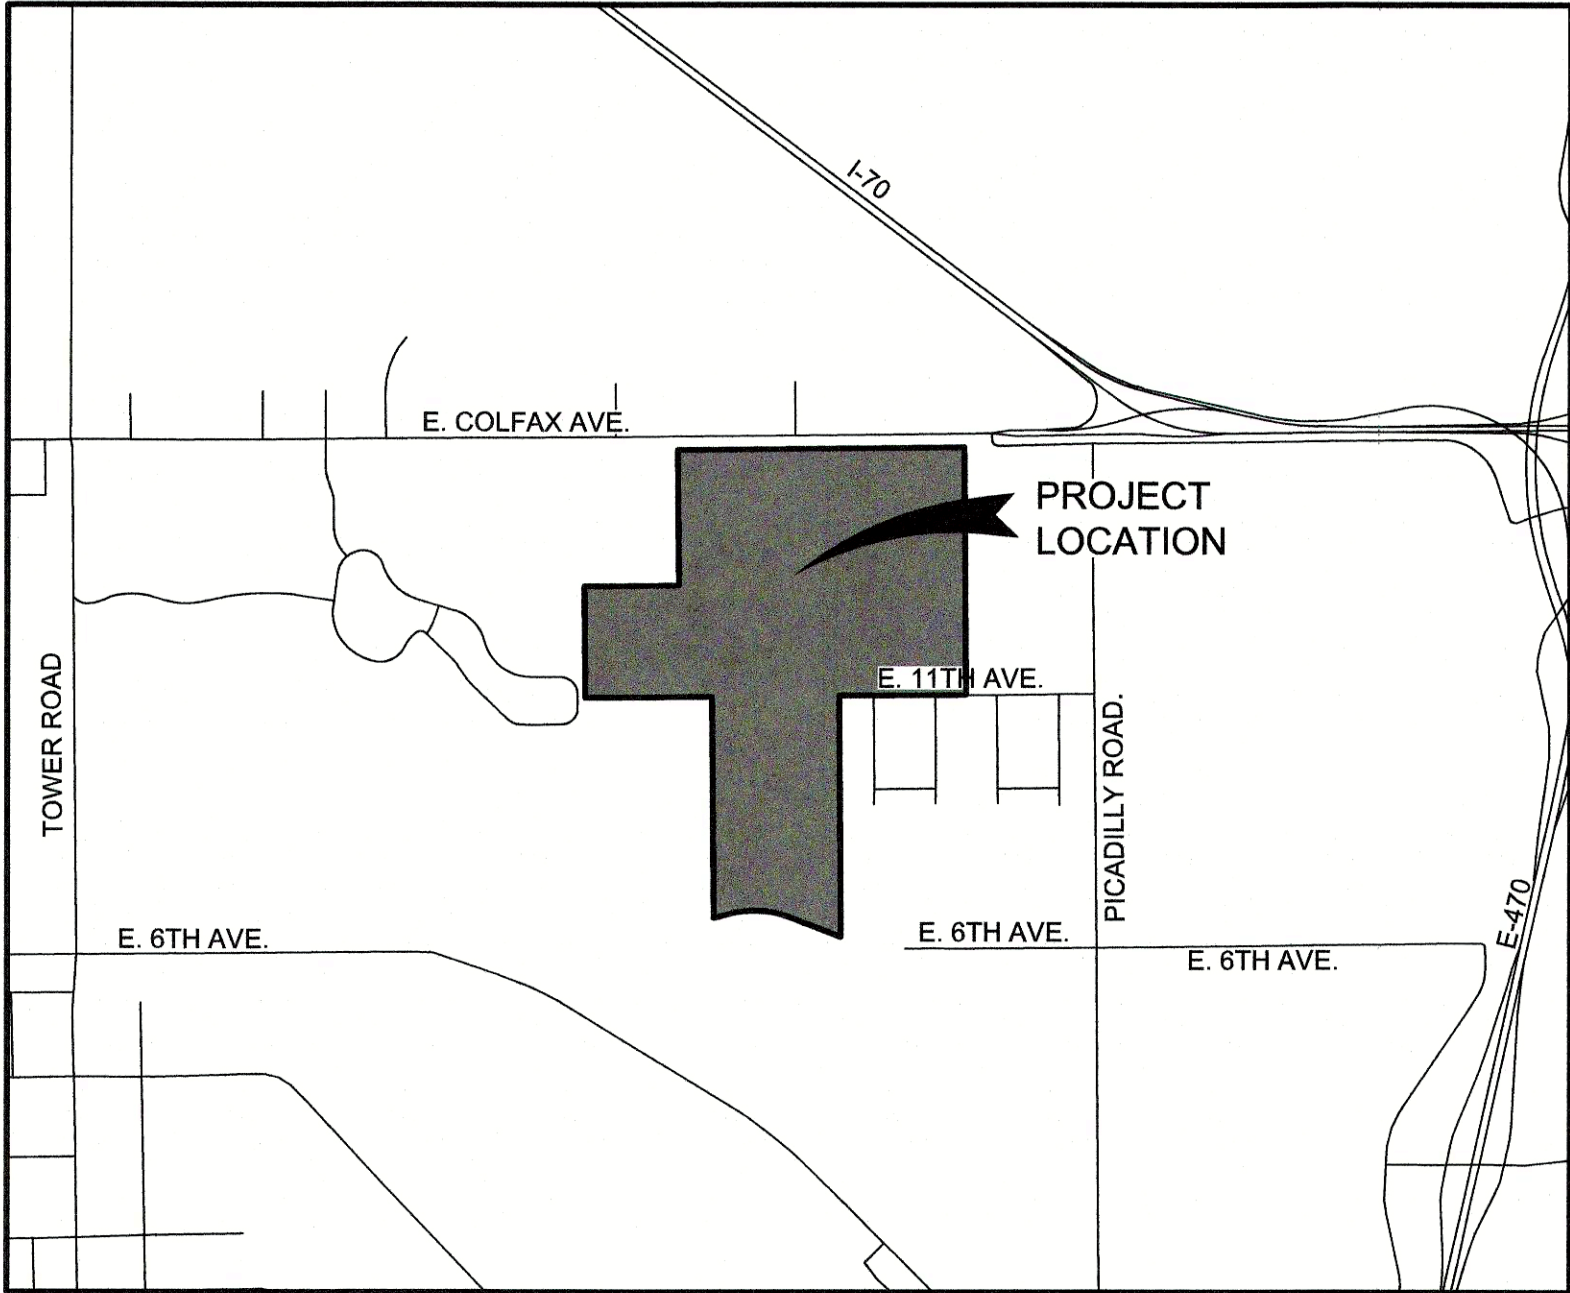 I-70
E. COLFAX AVE.
PROJECT
LOCATION
E. 11TH AVE.
TOWER ROAD
PICADILLY ROAD.
E-470
E. 6TH AVE.
E. 6TH AVE.
E. 6TH AVE.